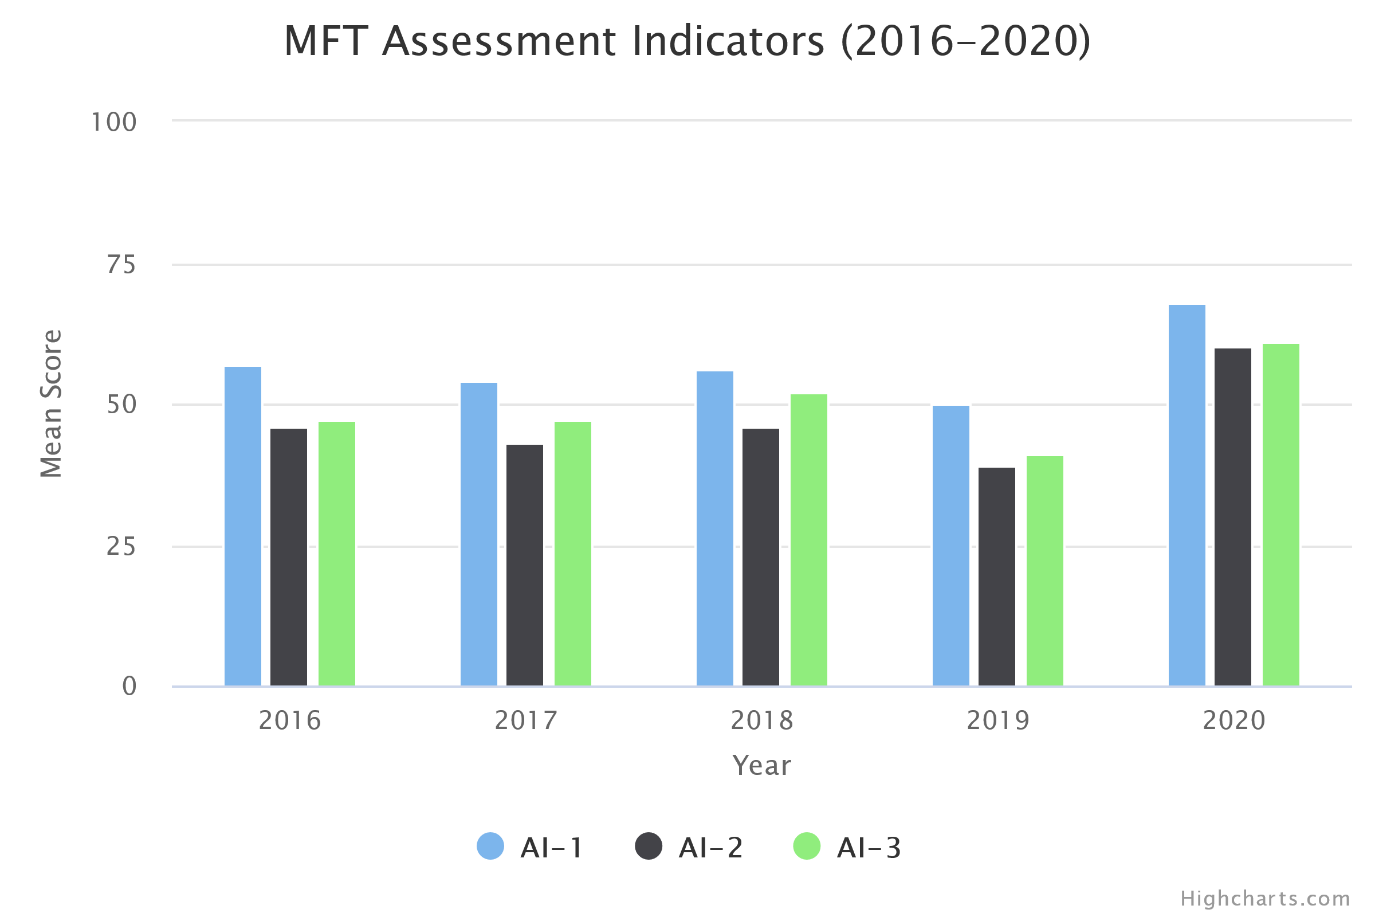 MFT Assessment Indicators (2016–2020)
100
75
50
25
0
Mean Score
2016 2017 2018 2019 2020
Year
AI-1 AI-2 AI-3
Highcharts.com